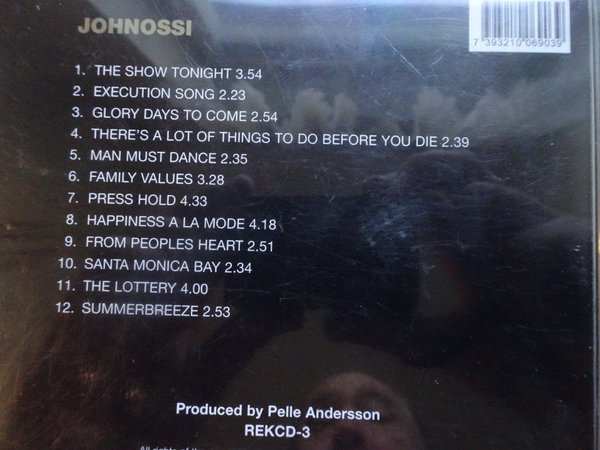 JOHNOSSI
7 393210 069039
1. THE SHOW TONIGHT 3.54
2. EXECUTION SONG 2.23
3. GLORY DAYS TO COME 2.54
4. THERE'S A LOT OF THINGS TO DO BEFORE YOU DIE 2.39
5. MAN MUST DANCE 2.35
6. FAMILY VALUES 3.28
7. PRESS HOLD 4.33
8. HAPPINESS A LA MODE 4.18
9. FROM PEOPLES HEART 2.51
10. SANTA MONICA BAY 2.34
11. THE LOTTERY 4.00
12. SUMMERBREEZE 2.53
Produced by Pelle Andersson
REKCD-3
All rights of the